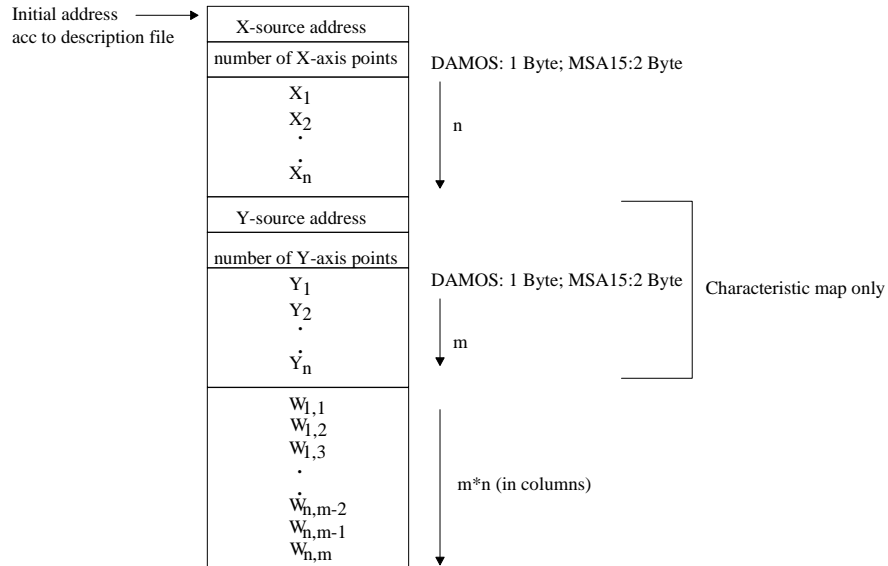 Initial address
acc to description file
X-source address
number of X-axis points
DAMOS: 1 Byte; MSA15:2 Byte
X1
X2
.
.
Xn
n
Y-source address
number of Y-axis points
DAMOS: 1 Byte; MSA15:2 Byte
Y1
Y2
.
.
Yn
m
Characteristic map only
W1,1
W1,2
W1,3
.
.
Wn,m-2
Wn,m-1
Wn,m
m*n (in columns)